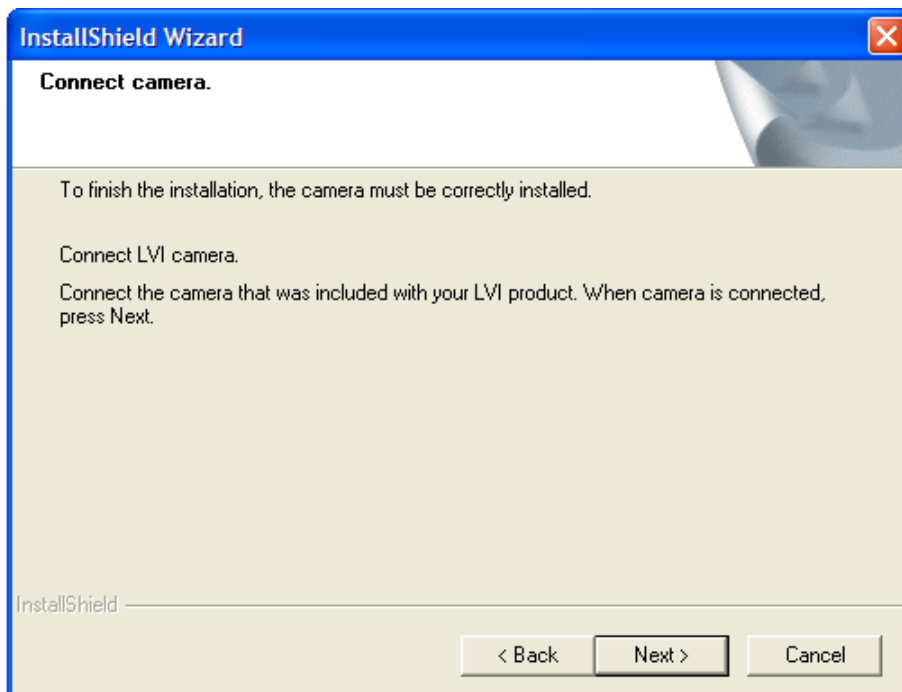 InstallShield Wizard
Connect camera.
To finish the installation, the camera must be correctly installed.
Connect LVI camera.
Connect the camera that was included with your LVI product. When camera is connected,
press Next.
InstallShield
< Back
Next >
Cancel